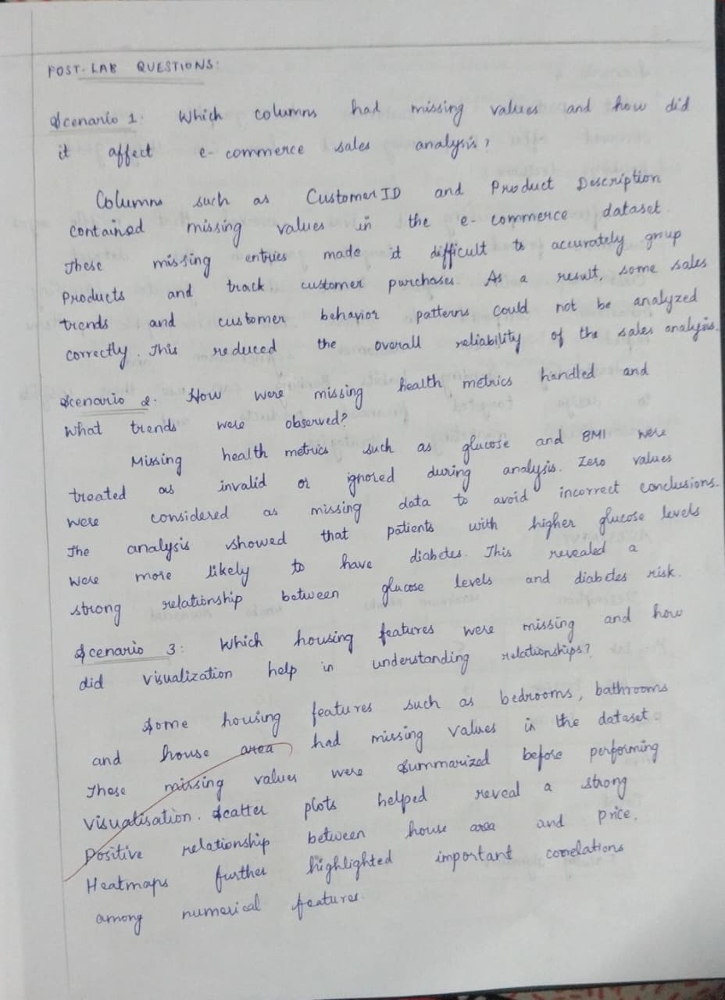 POST-LAB QUESTIONS:
Scenario 1: Which columns had missing values and how did
it affect e-commerce sales analysis?
Columns such as Customer ID and Product Description
contained missing values in the e-commerce dataset.
These missing entries made it difficult to accurately group
Products and track customer purchases. As a result, some sales
trends and customer behavior patterns could not be analyzed
correctly. This reduced the overall reliability of the sales analysis.
Scenario 2: How were missing health metrics handled and
what trends were observed?
Missing health metrics such as glucose and BMI were
treated as invalid or ignored during analysis. Zero values
were considered as missing data to avoid incorrect conclusions.
The analysis showed that patients with higher glucose levels
were more likely to have diabetes. This revealed a
strong relationship between glucose levels and diabetes risk.
Scenario 3: Which housing features were missing and how
did visualization help in understanding relationships?
Some housing features such as bedrooms, bathrooms
and house area had missing values in the dataset.
These missing values were summarized before performing
visualisation. Scatter plots helped reveal a strong
Positive relationship between house area and price.
Heatmaps further highlighted important correlations
among numerical features.